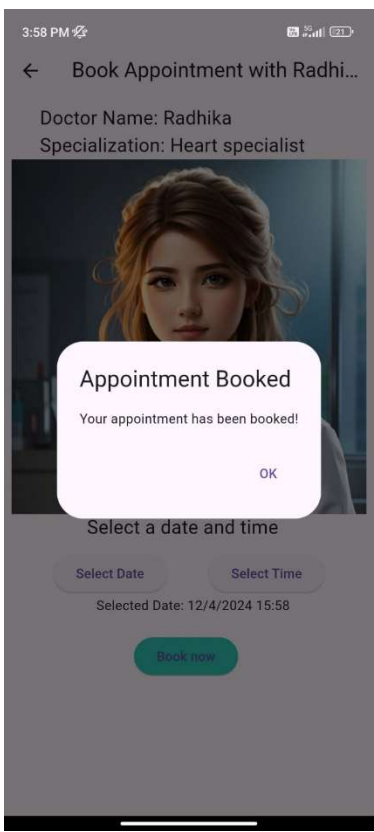 3:58 PM
5G
21
Book Appointment with Radhi...
Doctor Name: Radhika
Specialization: Heart specialist
Appointment Booked
Your appointment has been booked!
OK
Select a date and time
Select Date Select Time
Selected Date: 12/4/2024 15:58
Book now